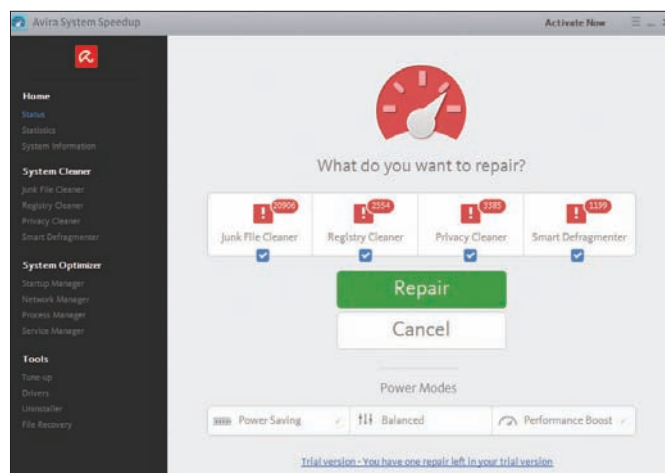 Avira System Speedup
Activate Now
Home
Status
Statistics
System Information
System Cleaner
Junk File Cleaner
Registry Cleaner
Privacy Cleaner
Smart Defragmenter
System Optimizer
Startup Manager
Network Manager
Process Manager
Service Manager
Tools
Tune-up
Drivers
Uninstaller
File Recovery
What do you want to repair?
20906 2554 3385 1199
Junk File Cleaner Registry Cleaner Privacy Cleaner Smart Defragmenter
Repair
Cancel
Power Modes
Power Saving Balanced Performance Boost
Trial version - You have one repair left in your trial version